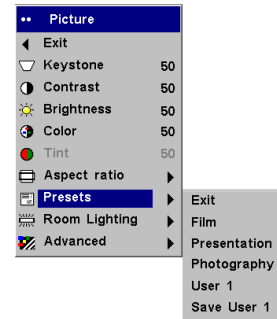 Picture
Exit
Keystone 50
Contrast 50
Brightness 50
Color 50
Tint 50
Aspect ratio
Presets
Room Lighting
Advanced
Exit
Film
Presentation
Photography
User 1
Save User 1